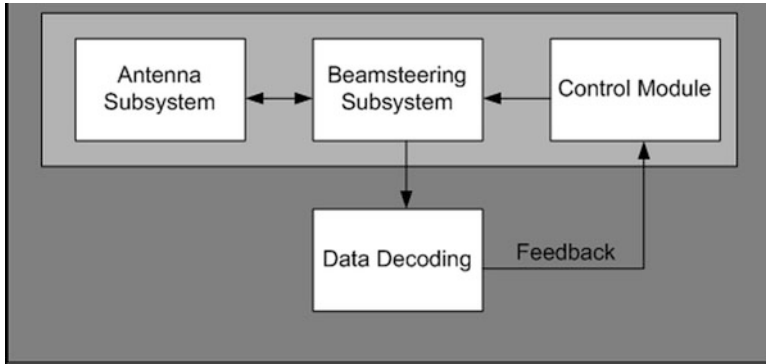 Antenna
Subsystem
Beamsteering
Subsystem
Control Module
Data Decoding
Feedback